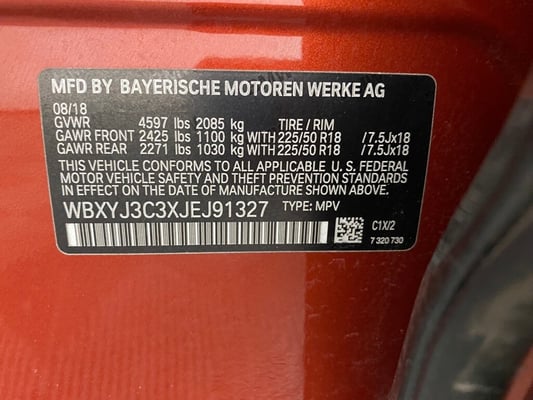 MFD BY BAYERISCHE MOTOREN WERKE AG
08/18
GVWR 4597 lbs 2085 kg TIRE / RIM
GAWR FRONT 2425 lbs 1100 kg WITH 225/50 R18 /7.5Jx18
GAWR REAR 2271 lbs 1030 kg WITH 225/50 R18 /7.5Jx18
THIS VEHICLE CONFORMS TO ALL APPLICABLE U.S. FEDERAL
MOTOR VEHICLE SAFETY AND THEFT PREVENTION STANDARDS
IN EFFECT ON THE DATE OF MANUFACTURE SHOWN ABOVE.
WBXYJ3C3XJEJ91327 TYPE: MPV
C1X/2
7 320 730